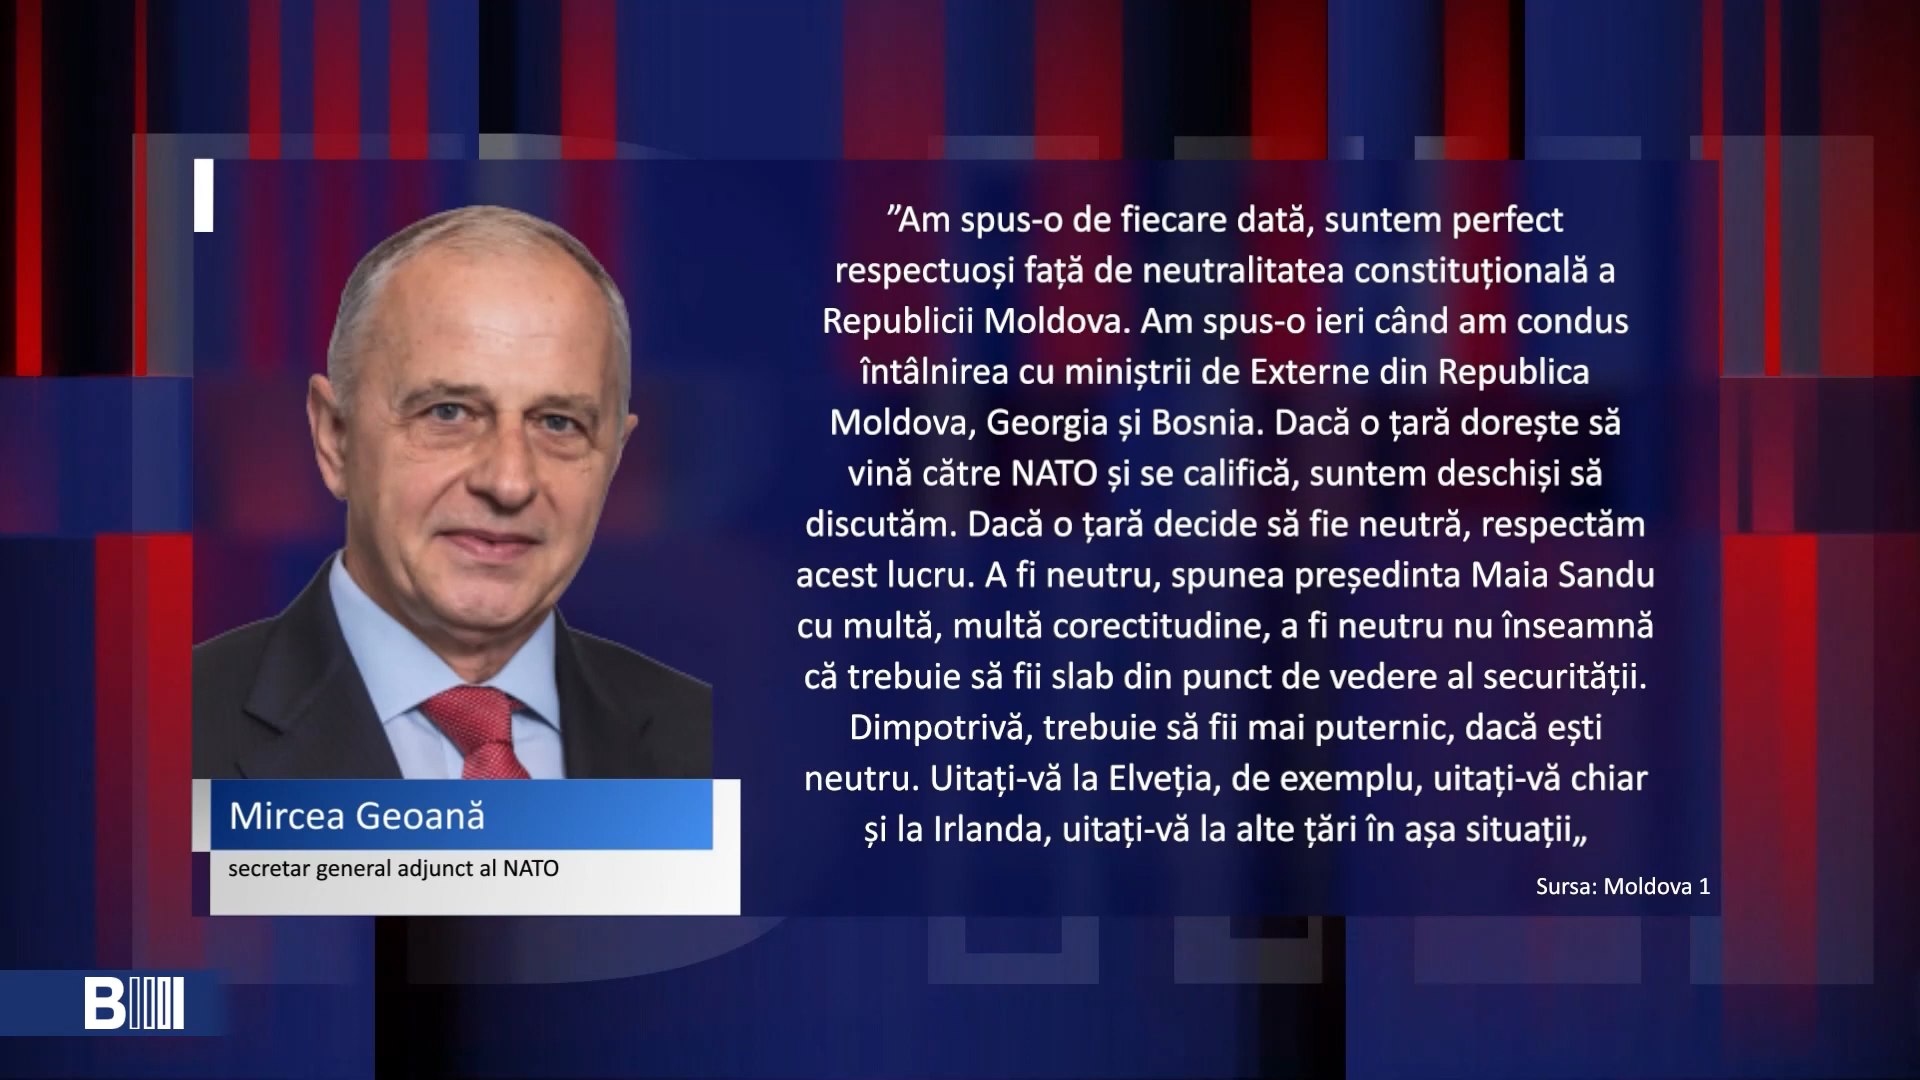 ”Am spus-o de fiecare dată, suntem perfect
respectuoși față de neutralitatea constituțională a
Republicii Moldova. Am spus-o ieri când am condus
întâlnirea cu miniștrii de Externe din Republica
Moldova, Georgia și Bosnia. Dacă o țară dorește să
vină către NATO și se califică, suntem deschiși să
discutăm. Dacă o țară decide să fie neutră, respectăm
acest lucru. A fi neutru, spunea președinta Maia Sandu
cu multă, multă corectitudine, a fi neutru nu înseamnă
că trebuie să fii slab din punct de vedere al securității.
Dimpotrivă, trebuie să fii mai puternic, dacă ești
neutru. Uitați-vă la Elveția, de exemplu, uitați-vă chiar
și la Irlanda, uitați-vă la alte țări în așa situații„
Sursa: Moldova 1
Mircea Geoană
secretar general adjunct al NATO
B